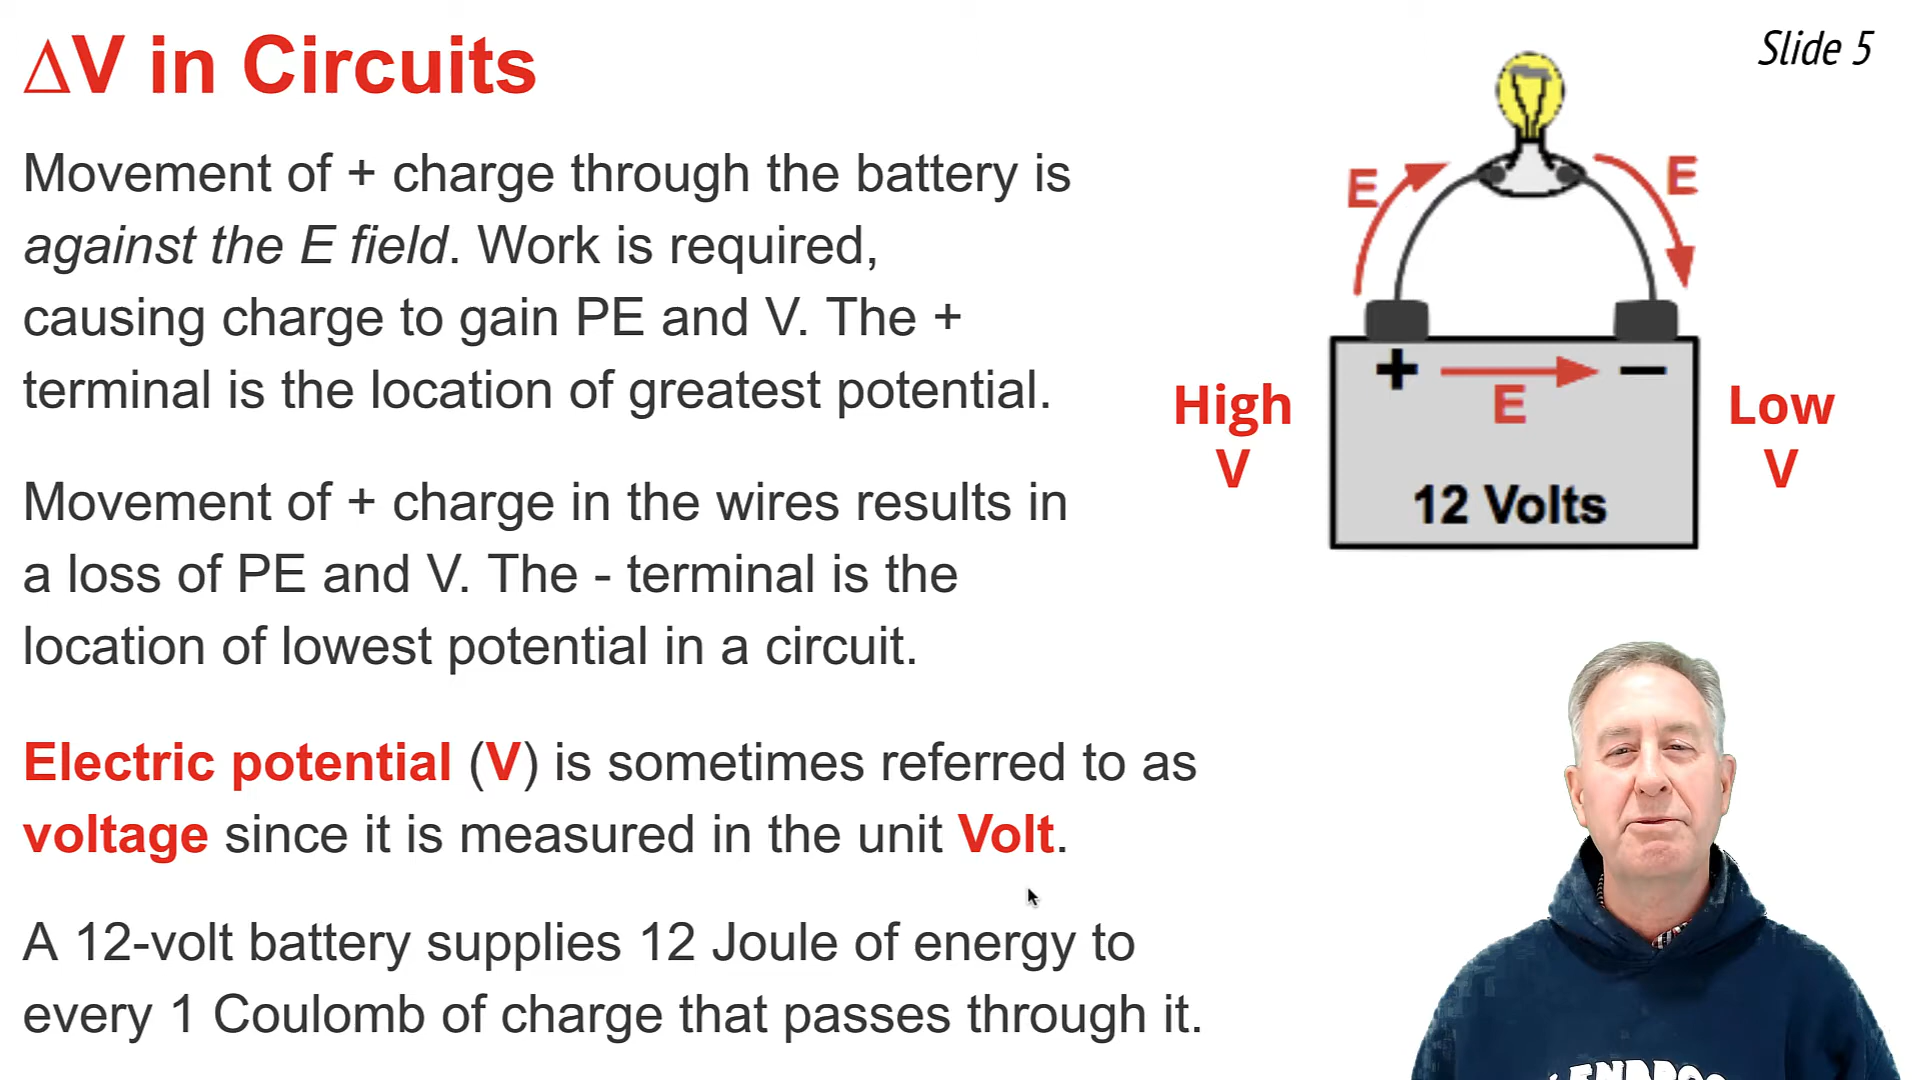 ΔV in Circuits
Slide 5
Movement of + charge through the battery is
against the E field. Work is required,
causing charge to gain PE and V. The +
terminal is the location of greatest potential.
Movement of + charge in the wires results in
a loss of PE and V. The - terminal is the
location of lowest potential in a circuit.
Electric potential (V) is sometimes referred to as
voltage since it is measured in the unit Volt.
A 12-volt battery supplies 12 Joule of energy to
every 1 Coulomb of charge that passes through it.
E
E
+
E
−
High
V
Low
V
12 Volts